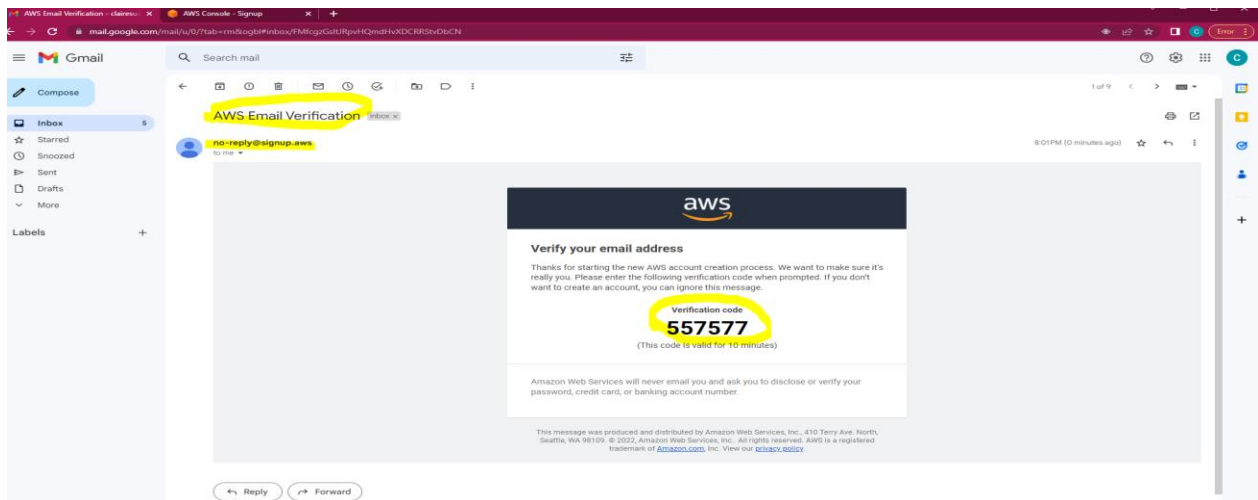 AWS Email Verification - clairesu
AWS Console - Signup
mail.google.com/mail/u/0/?tab=rm&ogbl#inbox/FMfcgzGsltJRpvHQmdHvXDCRRStvDbCN
Error
Gmail
Search mail
Compose
1 of 9
Inbox 5
Starred
Snoozed
Sent
Drafts
More
Labels
AWS Email Verification Inbox x
no-reply@signup.aws
to me
8:01 PM (0 minutes ago)
aws
Verify your email address
Thanks for starting the new AWS account creation process. We want to make sure it's
really you. Please enter the following verification code when prompted. If you don't
want to create an account, you can ignore this message.
Verification code
557577
(This code is valid for 10 minutes)
Amazon Web Services will never email you and ask you to disclose or verify your
password, credit card, or banking account number.
This message was produced and distributed by Amazon Web Services, Inc., 410 Terry Ave. North,
Seattle, WA 98109. © 2022, Amazon Web Services, Inc.. All rights reserved. AWS is a registered
trademark of Amazon.com, Inc. View our privacy policy.
Reply
Forward
C
C